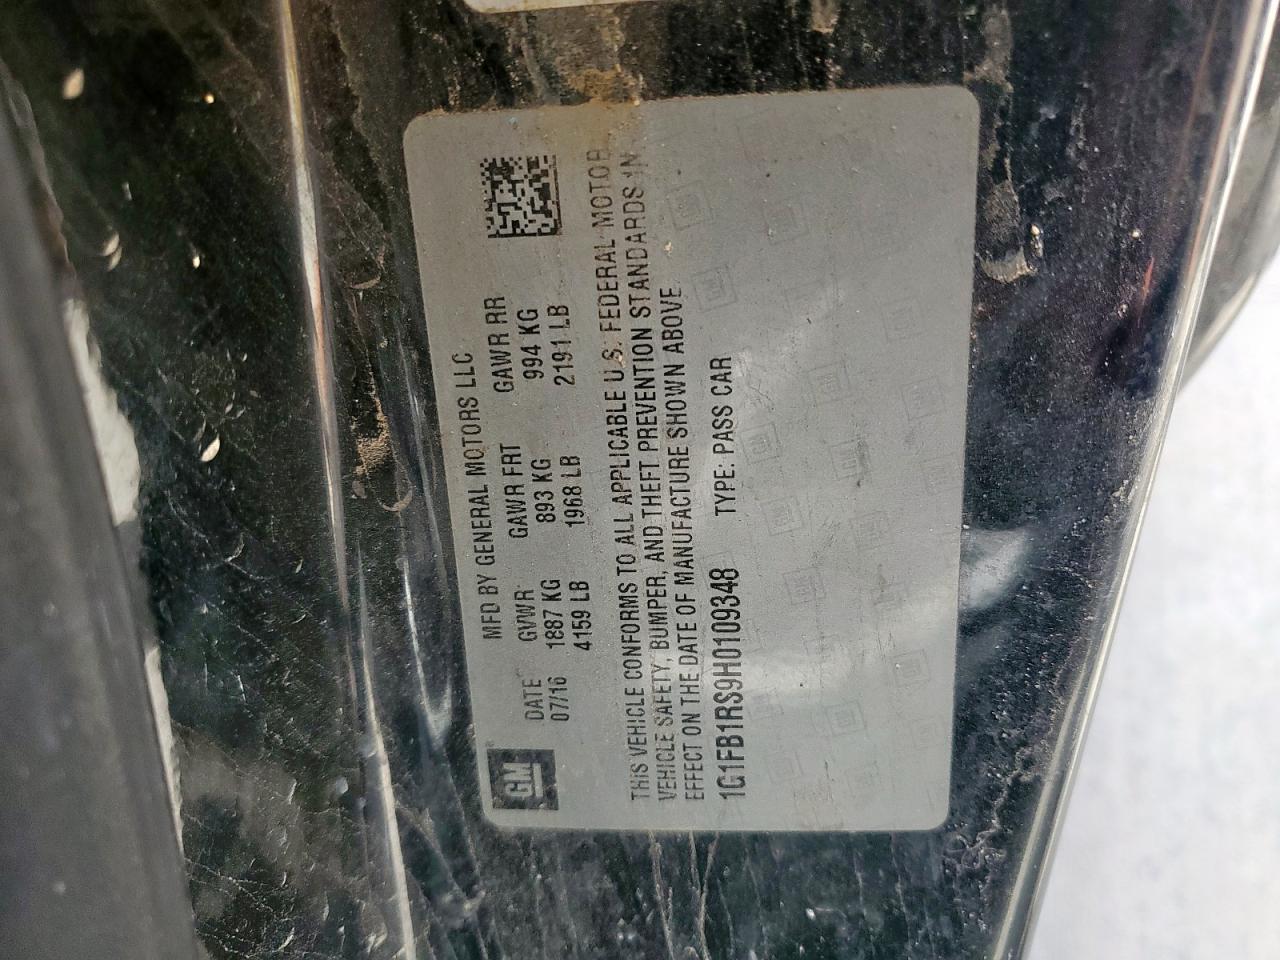 GM
MFD BY GENERAL MOTORS LLC
DATE GVWR GAWR FRT GAWR RR
07/16 1887 KG 893 KG 994 KG
4159 LB 1968 LB 2191 LB
THIS VEHICLE CONFORMS TO ALL APPLICABLE U.S. FEDERAL MOTOR
VEHICLE SAFETY, BUMPER, AND THEFT PREVENTION STANDARDS IN
EFFECT ON THE DATE OF MANUFACTURE SHOWN ABOVE
1G1FB1RS9H0109348 TYPE: PASS CAR